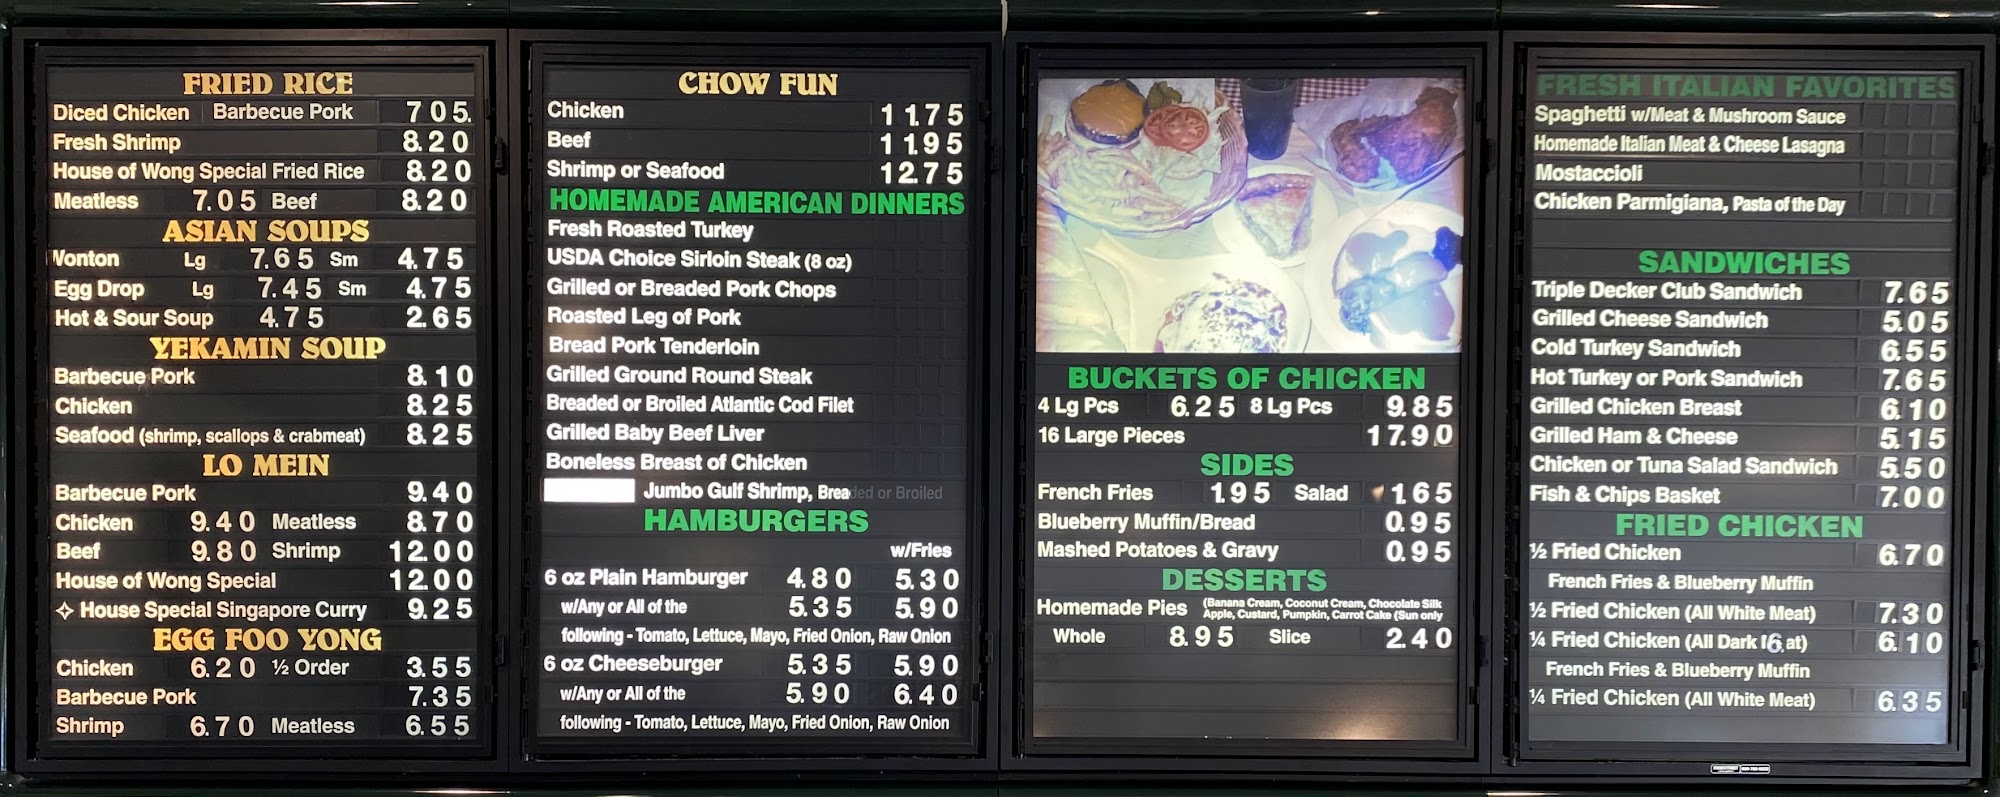 FRIED RICE
Diced Chicken Barbecue Pork 7 05.
Fresh Shrimp 8.20
House of Wong Special Fried Rice 8.20
Meatless 7.05 Beef 8.20
ASIAN SOUPS
Wonton Lg 7.65 Sm 4.75
Egg Drop Lg 7.45 Sm 4.75
Hot & Sour Soup 4.75 2.65
YEKAMIN SOUP
Barbecue Pork 8.10
Chicken 8.25
Seafood (shrimp, scallops & crabmeat) 8.25
LO MEIN
Barbecue Pork 9.40
Chicken 9.40 Meatless 8.70
Beef 9.80 Shrimp 12.00
House of Wong Special 12.00
✧ House Special Singapore Curry 9.25
EGG FOO YONG
Chicken 6.20 ½ Order 3.55
Barbecue Pork 7.35
Shrimp 6.70 Meatless 6.55
CHOW FUN
Chicken 11.75
Beef 11.95
Shrimp or Seafood 12.75
HOMEMADE AMERICAN DINNERS
Fresh Roasted Turkey
USDA Choice Sirloin Steak (8 oz)
Grilled or Breaded Pork Chops
Roasted Leg of Pork
Bread Pork Tenderloin
Grilled Ground Round Steak
Breaded or Broiled Atlantic Cod Filet
Grilled Baby Beef Liver
Boneless Breast of Chicken
Jumbo Gulf Shrimp, Breaded or Broiled
HAMBURGERS
w/Fries
6 oz Plain Hamburger 4.80 5.30
w/Any or All of the 5.35 5.90
following - Tomato, Lettuce, Mayo, Fried Onion, Raw Onion
6 oz Cheeseburger 5.35 5.90
w/Any or All of the 5.90 6.40
following - Tomato, Lettuce, Mayo, Fried Onion, Raw Onion
BUCKETS OF CHICKEN
4 Lg Pcs 6.25 8 Lg Pcs 9.85
16 Large Pieces 17.90
SIDES
French Fries 1.95 Salad 1.65
Blueberry Muffin/Bread 0.95
Mashed Potatoes & Gravy 0.95
DESSERTS
Homemade Pies (Banana Cream, Coconut Cream, Chocolate Silk
Apple, Custard, Pumpkin, Carrot Cake (Sun only
Whole 8.95 Slice 2.40
FRESH ITALIAN FAVORITES
Spaghetti w/Meat & Mushroom Sauce
Homemade Italian Meat & Cheese Lasagna
Mostaccioli
Chicken Parmigiana, Pasta of the Day
SANDWICHES
Triple Decker Club Sandwich 7.65
Grilled Cheese Sandwich 5.05
Cold Turkey Sandwich 6.55
Hot Turkey or Pork Sandwich 7.65
Grilled Chicken Breast 6.10
Grilled Ham & Cheese 5.15
Chicken or Tuna Salad Sandwich 5.50
Fish & Chips Basket 7.00
FRIED CHICKEN
½ Fried Chicken 6.70
French Fries & Blueberry Muffin
½ Fried Chicken (All White Meat) 7.30
¼ Fried Chicken (All Dark 6 at) 6.10
French Fries & Blueberry Muffin
¼ Fried Chicken (All White Meat) 6.35